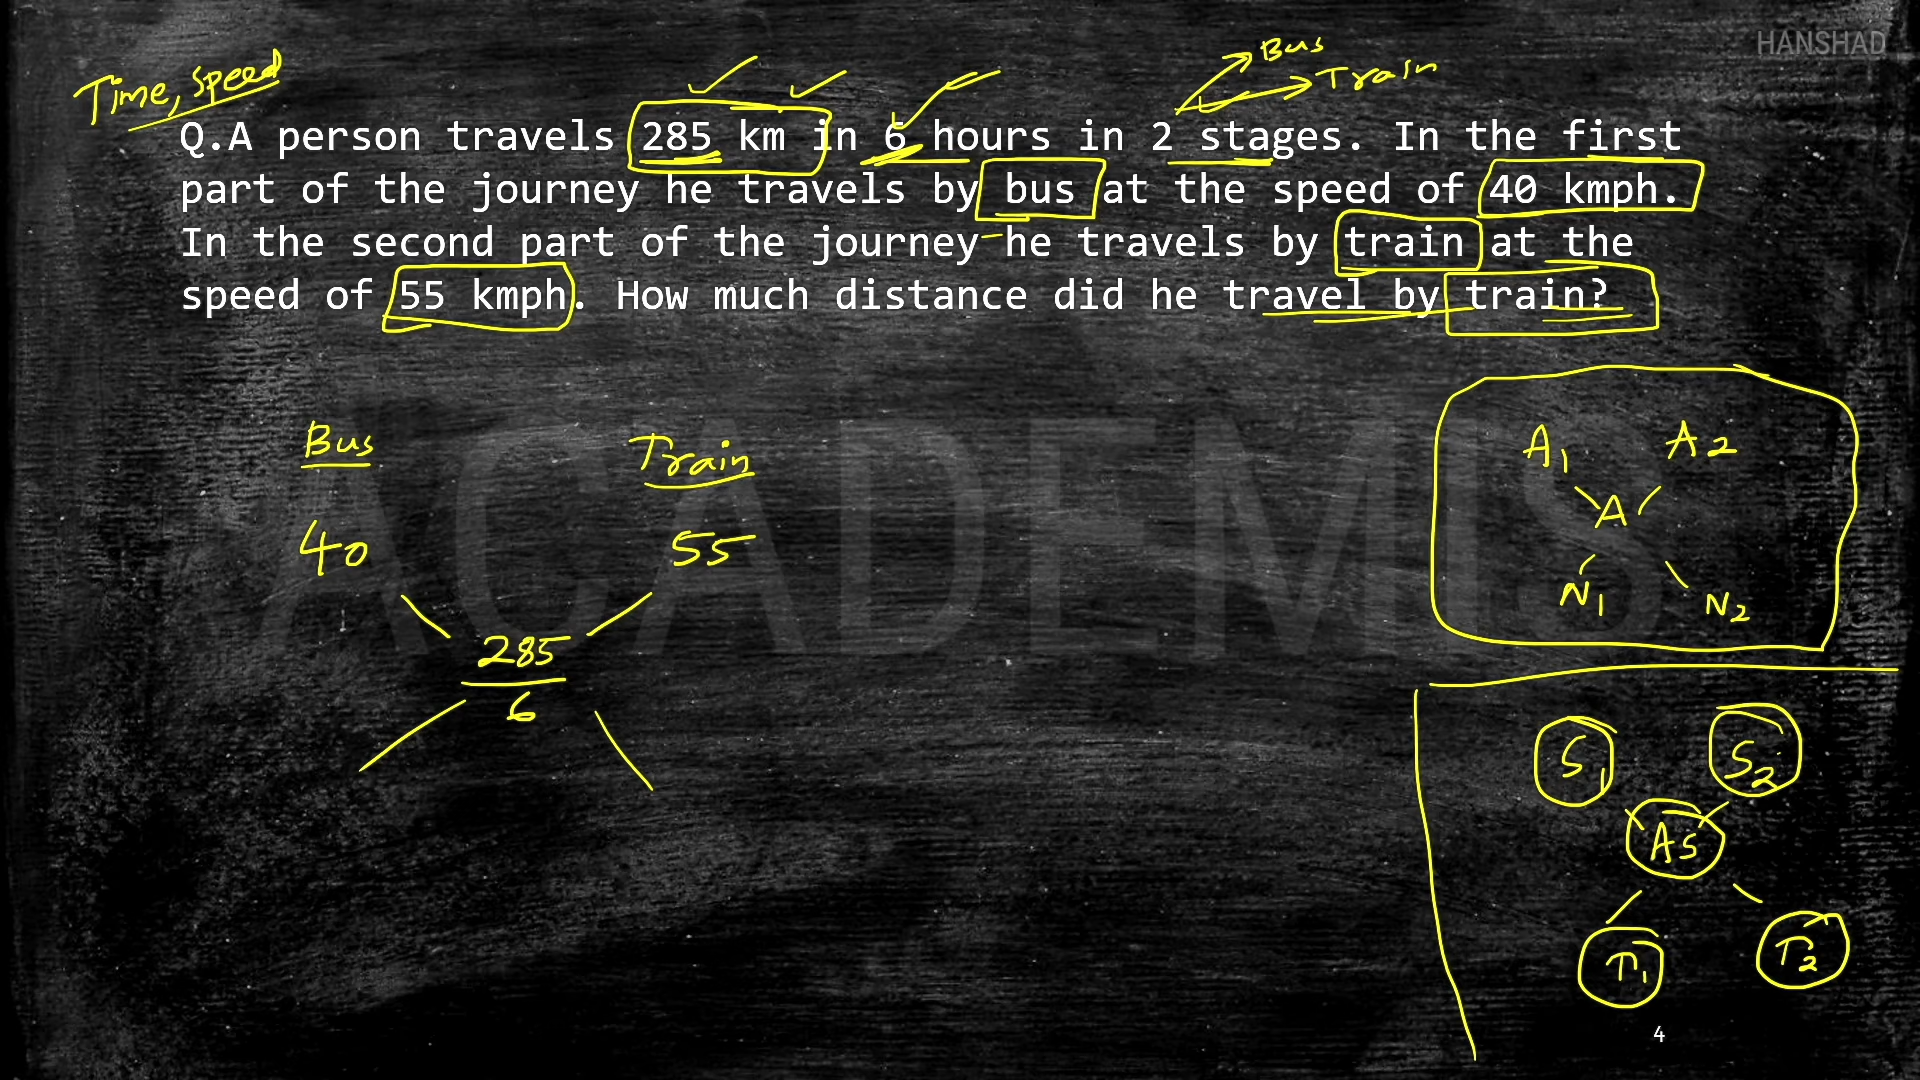 HANSHAD
Time, Speed
Bus
Train
Q.A person travels 285 km in 6 hours in 2 stages. In the first
part of the journey he travels by bus at the speed of 40 kmph.
In the second part of the journey he travels by train at the
speed of 55 kmph. How much distance did he travel by train?
ACADEMIS
Bus Train
40 55
285
6
A1 A2
A
N1 N2
S1 S2
AS
T1 T2
4